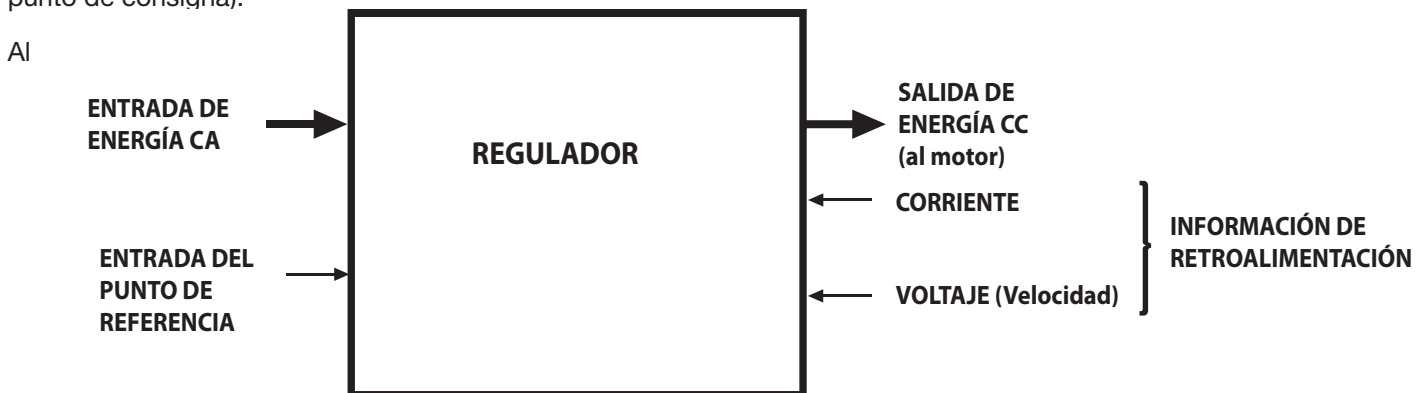 punto de consigna).
Al
ENTRADA DE
ENERGÍA CA
REGULADOR
SALIDA DE
ENERGÍA CC
(al motor)
CORRIENTE
INFORMACIÓN DE
RETROALIMENTACIÓN
ENTRADA DEL
PUNTO DE
REFERENCIA
VOLTAJE (Velocidad)